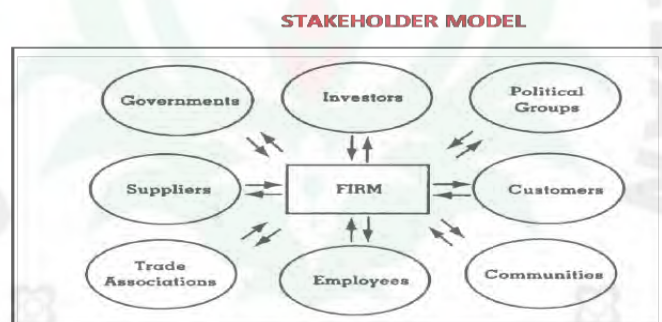 STAKEHOLDER MODEL
Governments
Investors
Political
Groups
Suppliers
FIRM
Customers
Trade
Associations
Employees
Communities